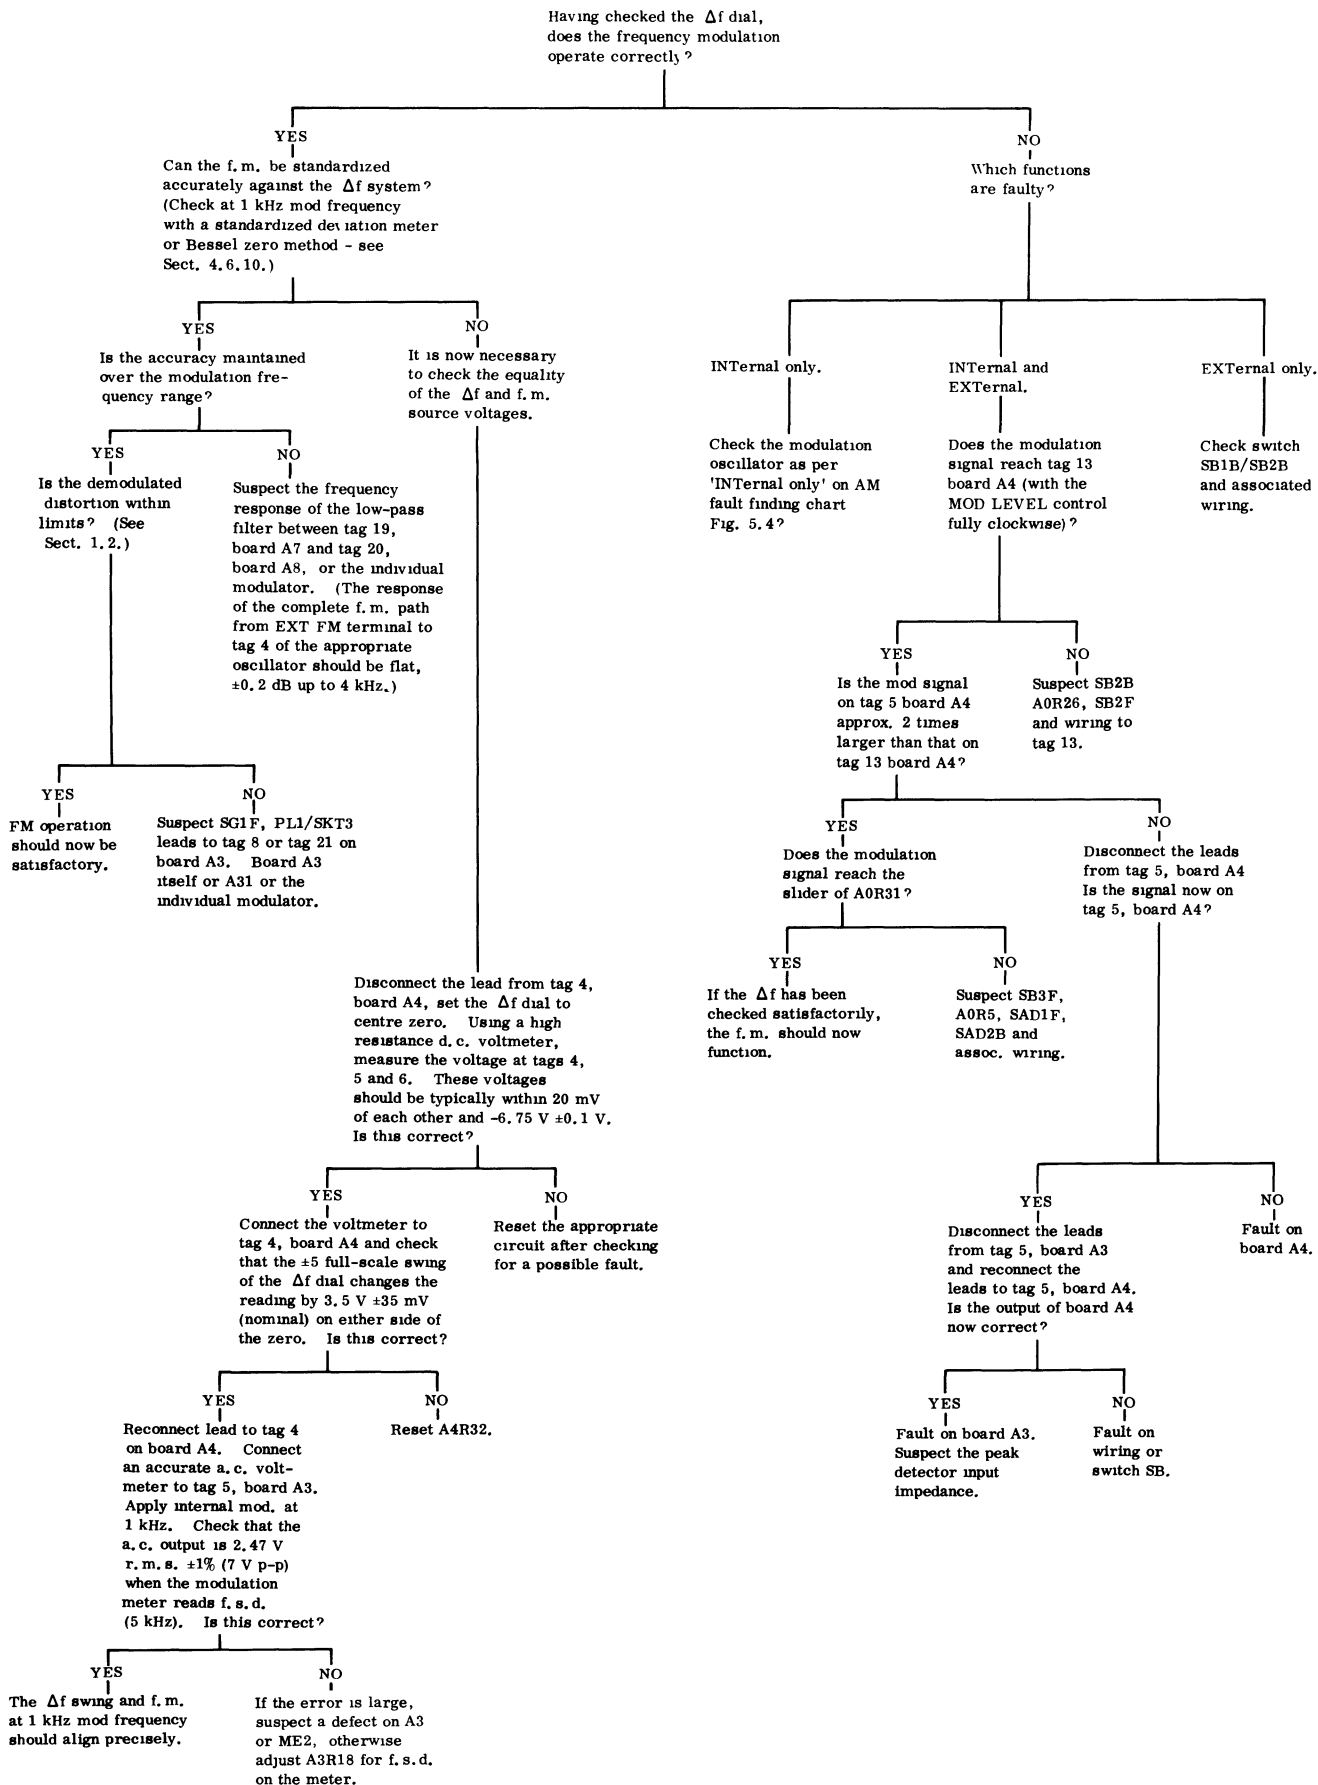 Having checked the Δf dial,
does the frequency modulation
operate correctly?
YES
Can the f.m. be standardized
accurately against the Δf system?
(Check at 1 kHz mod frequency
with a standardized deviation meter
or Bessel zero method - see
Sect. 4.6.10.)
NO
Which functions
are faulty?
YES
Is the accuracy maintained
over the modulation fre-
quency range?
NO
It is now necessary
to check the equality
of the Δf and f.m.
source voltages.
INTernal only.
INTernal and
EXTernal.
EXTernal only.
Check the modulation
oscillator as per
'INTernal only' on AM
fault finding chart
Fig. 5.4?
Does the modulation
signal reach tag 13
board A4 (with the
MOD LEVEL control
fully clockwise)?
Check switch
SB1B/SB2B
and associated
wiring.
YES
Is the demodulated
distortion within
limits? (See
Sect. 1.2.)
NO
Suspect the frequency
response of the low-pass
filter between tag 19,
board A7 and tag 20,
board A8, or the individual
modulator. (The response
of the complete f.m. path
from EXT FM terminal to
tag 4 of the appropriate
oscillator should be flat,
±0.2 dB up to 4 kHz.)
YES
Is the mod signal
on tag 5 board A4
approx. 2 times
larger than that on
tag 13 board A4?
NO
Suspect SB2B
A0R26, SB2F
and wiring to
tag 13.
YES
FM operation
should now be
satisfactory.
NO
Suspect SG1F, PL1/SKT3
leads to tag 8 or tag 21 on
board A3. Board A3
itself or A31 or the
individual modulator.
YES
Does the modulation
signal reach the
slider of A0R31?
NO
Disconnect the leads
from tag 5, board A4
Is the signal now on
tag 5, board A4?
YES
If the Δf has been
checked satisfactorily,
the f.m. should now
function.
NO
Suspect SB3F,
A0R5, SAD1F,
SAD2B and
assoc. wiring.
Disconnect the lead from tag 4,
board A4, set the Δf dial to
centre zero. Using a high
resistance d.c. voltmeter,
measure the voltage at tags 4,
5 and 6. These voltages
should be typically within 20 mV
of each other and -6.75 V ±0.1 V.
Is this correct?
YES
Connect the voltmeter to
tag 4, board A4 and check
that the ±5 full-scale swing
of the Δf dial changes the
reading by 3.5 V ±35 mV
(nominal) on either side of
the zero. Is this correct?
NO
Reset the appropriate
circuit after checking
for a possible fault.
YES
Disconnect the leads
from tag 5, board A3
and reconnect the
leads to tag 5, board A4.
Is the output of board A4
now correct?
NO
Fault on
board A4.
YES
Reconnect lead to tag 4
on board A4. Connect
an accurate a.c. volt-
meter to tag 5, board A3.
Apply internal mod. at
1 kHz. Check that the
a.c. output is 2.47 V
r.m.s. ±1% (7 V p-p)
when the modulation
meter reads f.s.d.
(5 kHz). Is this correct?
NO
Reset A4R32.
YES
Fault on board A3.
Suspect the peak
detector input
impedance.
NO
Fault on
wiring or
switch SB.
YES
The Δf swing and f.m.
at 1 kHz mod frequency
should align precisely.
NO
If the error is large,
suspect a defect on A3
or ME2, otherwise
adjust A3R18 for f.s.d.
on the meter.